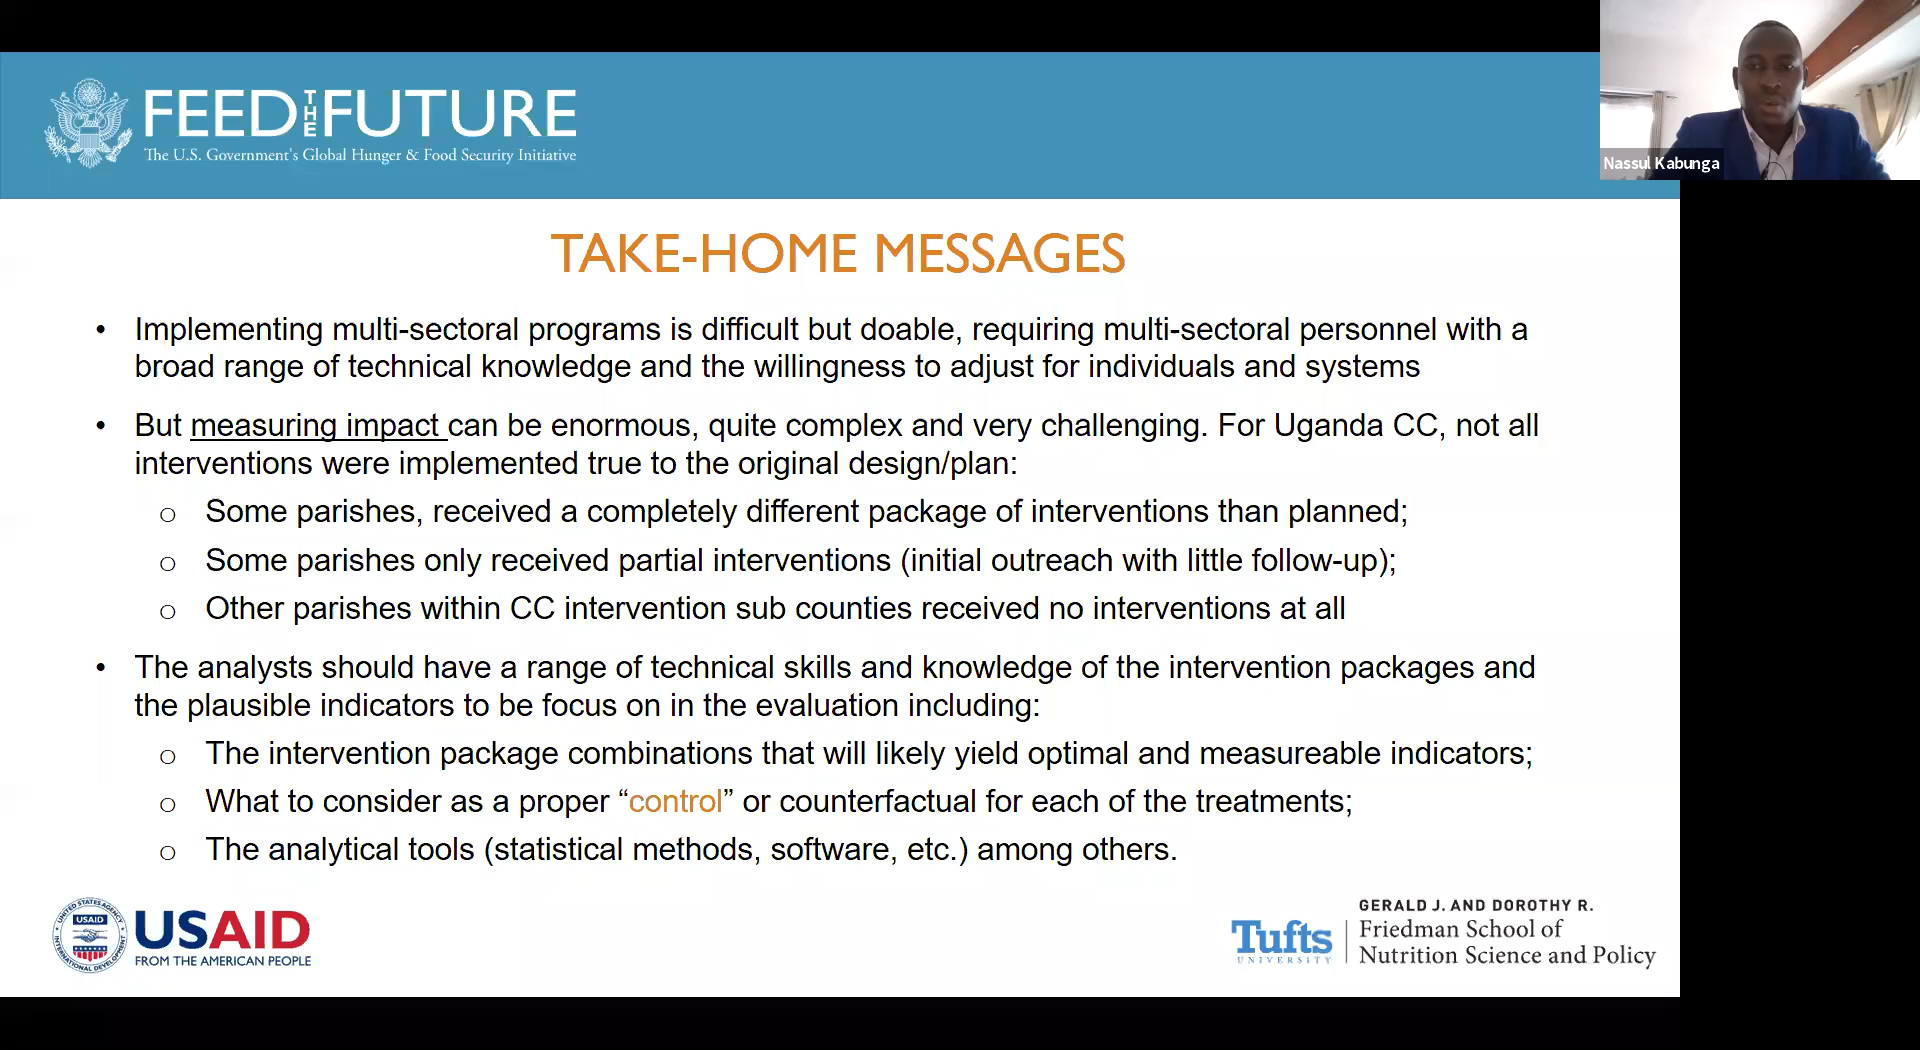 FEED THE FUTURE
The U.S. Government's Global Hunger & Food Security Initiative
Nassul Kabunga
TAKE-HOME MESSAGES
• Implementing multi-sectoral programs is difficult but doable, requiring multi-sectoral personnel with a
broad range of technical knowledge and the willingness to adjust for individuals and systems
• But measuring impact can be enormous, quite complex and very challenging. For Uganda CC, not all
interventions were implemented true to the original design/plan:
o Some parishes, received a completely different package of interventions than planned;
o Some parishes only received partial interventions (initial outreach with little follow-up);
o Other parishes within CC intervention sub counties received no interventions at all
• The analysts should have a range of technical skills and knowledge of the intervention packages and
the plausible indicators to be focus on in the evaluation including:
o The intervention package combinations that will likely yield optimal and measureable indicators;
o What to consider as a proper “control” or counterfactual for each of the treatments;
o The analytical tools (statistical methods, software, etc.) among others.
UNITED STATES AGENCY
USAID
INTERNATIONAL DEVELOPMENT
USAID
FROM THE AMERICAN PEOPLE
Tufts
UNIVERSITY
GERALD J. AND DOROTHY R.
Friedman School of
Nutrition Science and Policy